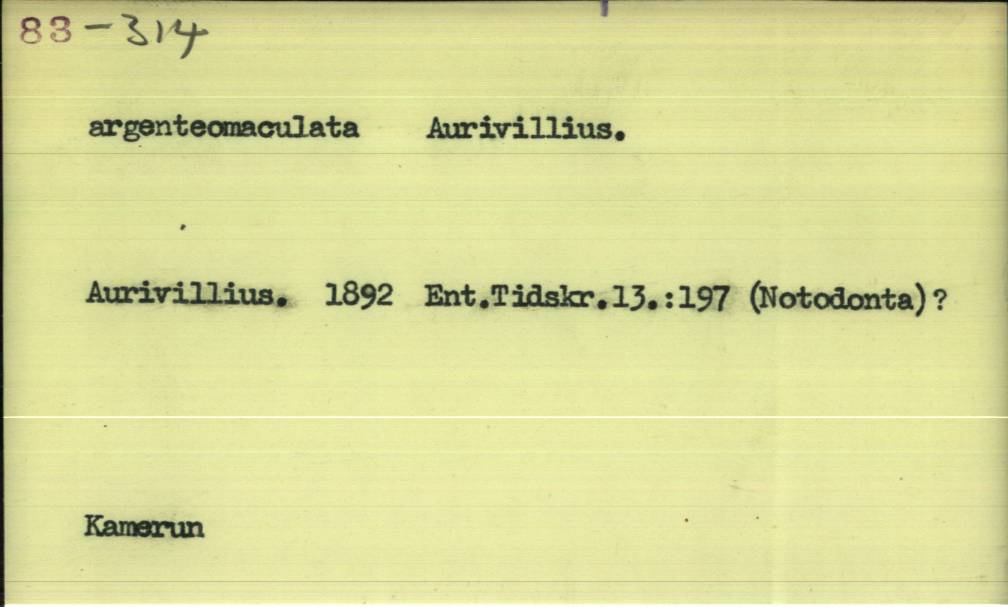 83-314
argenteomaculata Aurivillius.
Aurivillius. 1892 Ent.Tidskr.13.:197 (Notodonta)?
Kamerun